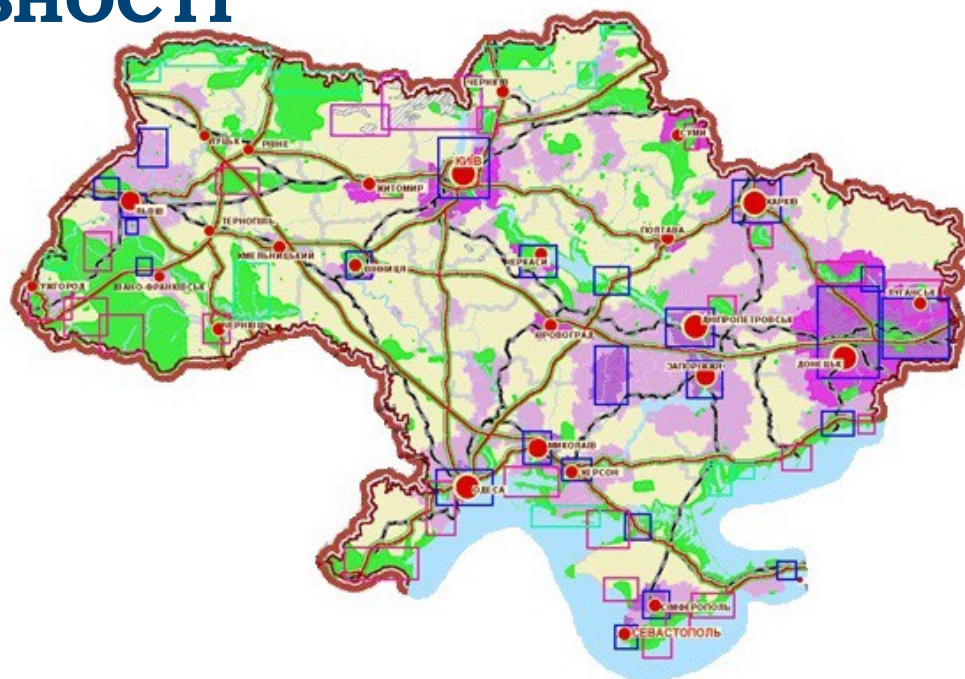 ЬНОСТІ
ЧЕРНІГІВ
СУМИ
ЛУЦЬК
РІВНЕ
КИЇВ
ЖИТОМИР
ЛЬВІВ
ХАРКІВ
ТЕРНОПІЛЬ
ПОЛТАВА
ХМЕЛЬНИЦЬКИЙ
ЧЕРКАСИ
ВІННИЦЯ
УЖГОРОД
ІВАНО-ФРАНКІВСЬК
ЛУГАНСЬК
ЧЕРНІВЦІ
ДНІПРОПЕТРОВСЬК
КІРОВОГРАД
ДОНЕЦЬК
ЗАПОРІЖЖЯ
МИКОЛАЇВ
ХЕРСОН
ОДЕСА
СІМФЕРОПОЛЬ
СЕВАСТОПОЛЬ